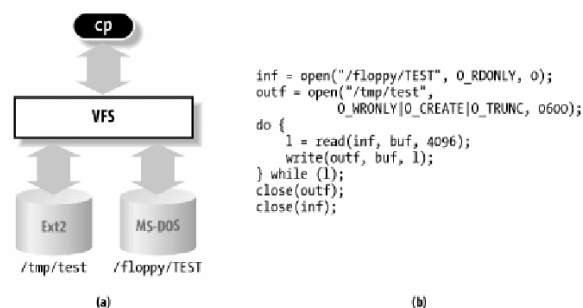 cp
VFS
Ext2
MS-DOS
/tmp/test
/floppy/TEST
(a)
inf = open("/floppy/TEST", O_RDONLY, 0);
outf = open("/tmp/test",
O_WRONLY|O_CREATE|O_TRUNC, 0600);
do {
l = read(inf, buf, 4096);
write(outf, buf, l);
} while (l);
close(outf);
close(inf);
(b)